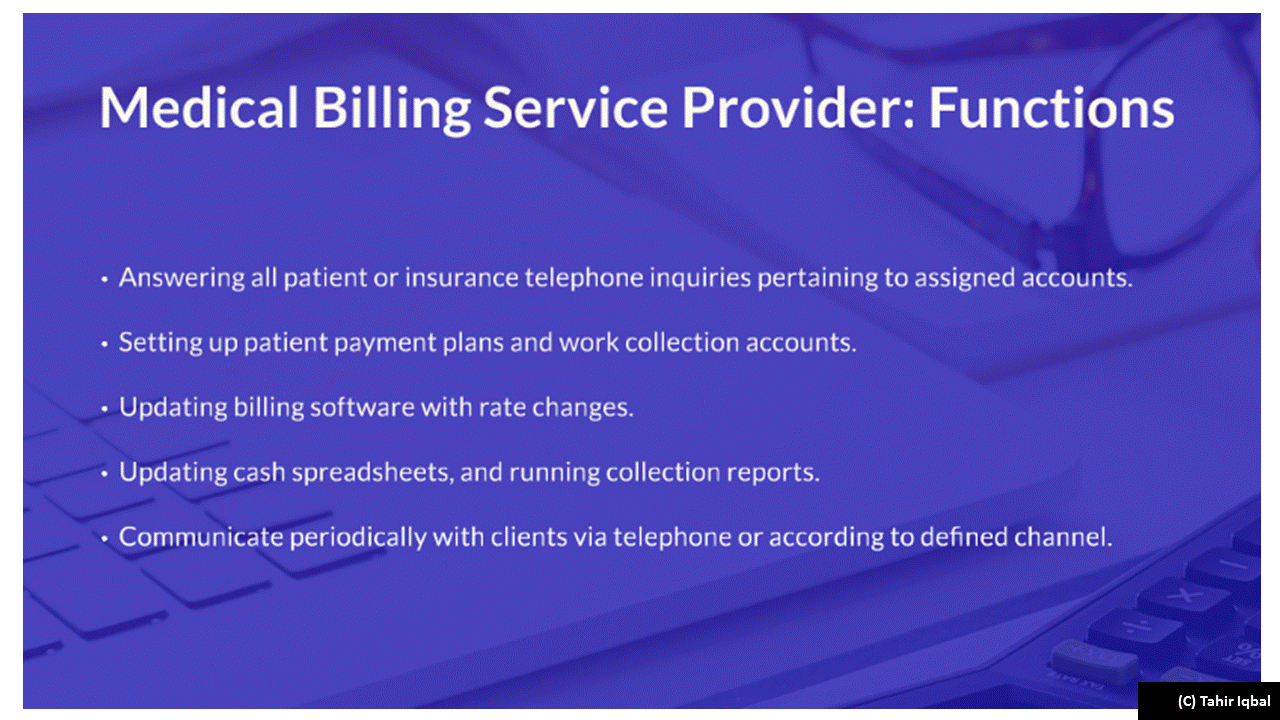 Medical Billing Service Provider: Functions
• Answering all patient or insurance telephone inquiries pertaining to assigned accounts.
• Setting up patient payment plans and work collection accounts.
• Updating billing software with rate changes.
• Updating cash spreadsheets, and running collection reports.
• Communicate periodically with clients via telephone or according to defined channel.
TAX RATE
(C) Tahir Iqbal